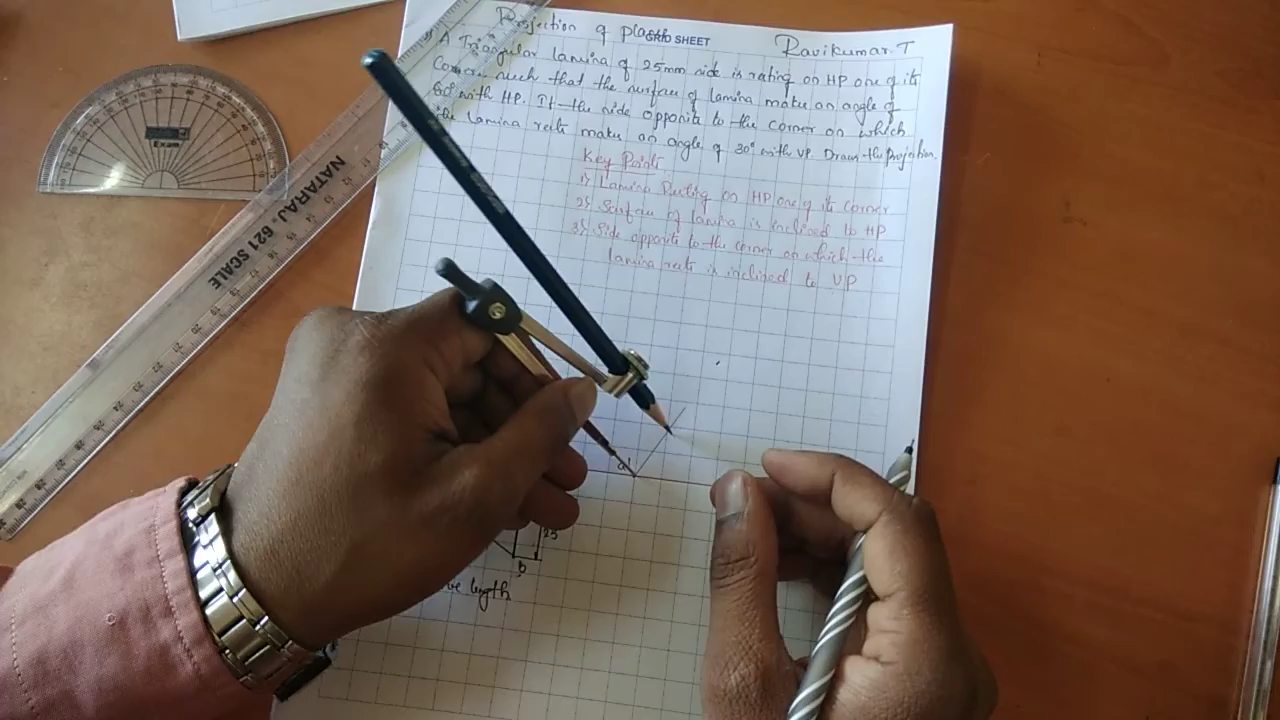 Projection of GRID SHEET
Ravikumar.T
A Triangular lamina of 25mm side is rating on HP one of its
Corners such that the surface of lamina makes an angle of
60° with HP. If the side opposite to the corner on which
the lamina rests makes an angle of 30° with VP. Draw the projection.
Key Points
1) Lamina Resting on HP one of its corner
2) Surface of lamina is inclined to HP
3) Side opposite to the corner on which the
lamina rests is inclined to VP
a'
25
b
length
NATARAJ 621 SCALE
Exam